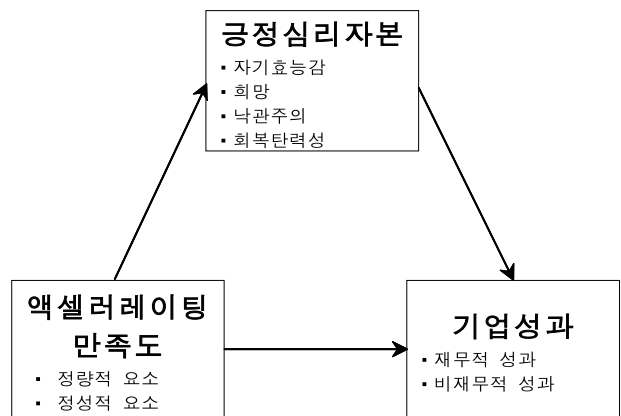 긍정심리자본
▪ 자기효능감
▪ 희망
▪ 낙관주의
▪ 회복탄력성
액셀러레이팅
만족도
▪ 정량적 요소
▪ 정성적 요소
기업성과
▪ 재무적 성과
▪ 비재무적 성과